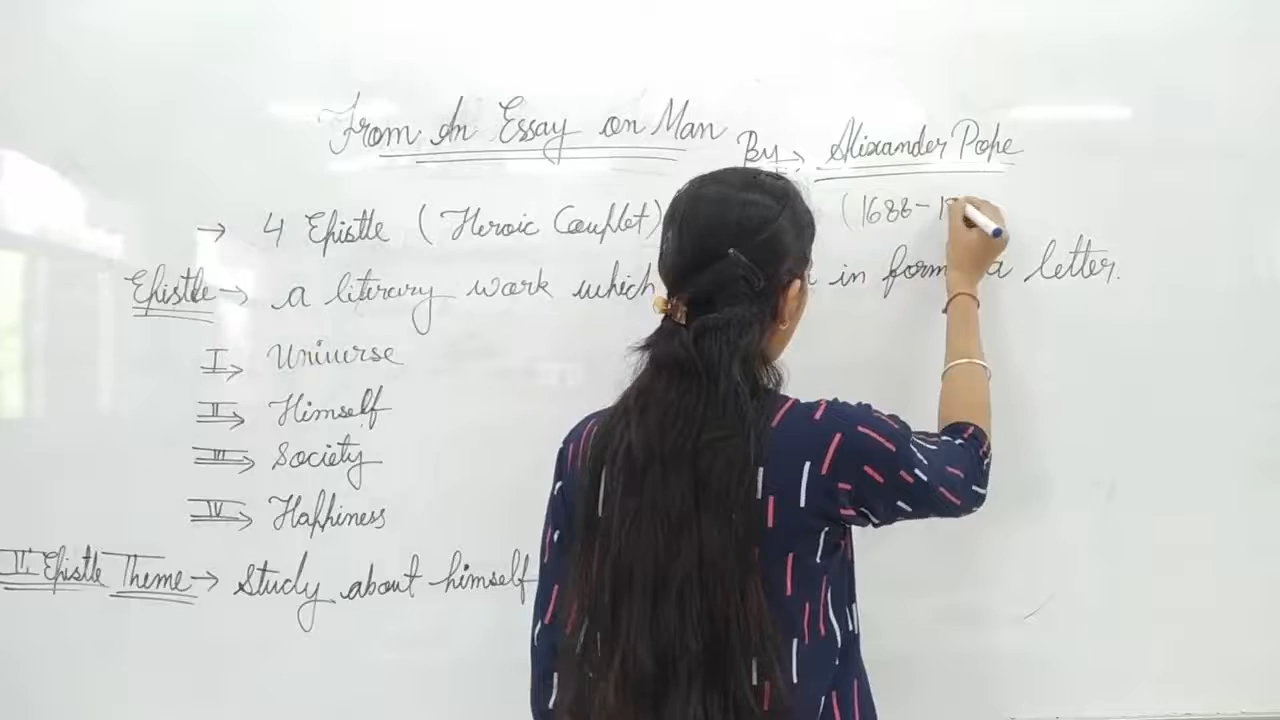 From An Essay on Man By → Alixander Pope
(1688-1
→ 4 Epistle (Heroic Couplet)
Epistle → a literary work which in form a letter.
I → Universe
II → Himself
III → Society
IV → Happiness
II Epistle Theme → Study about himself